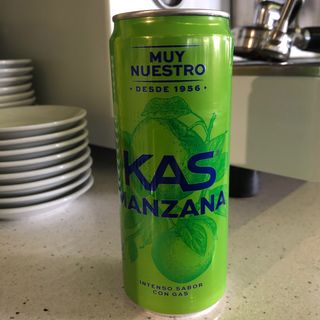 MUY
NUESTRO
• DESDE 1956 •
KAS
MANZANA
INTENSO SABOR
CON GAS